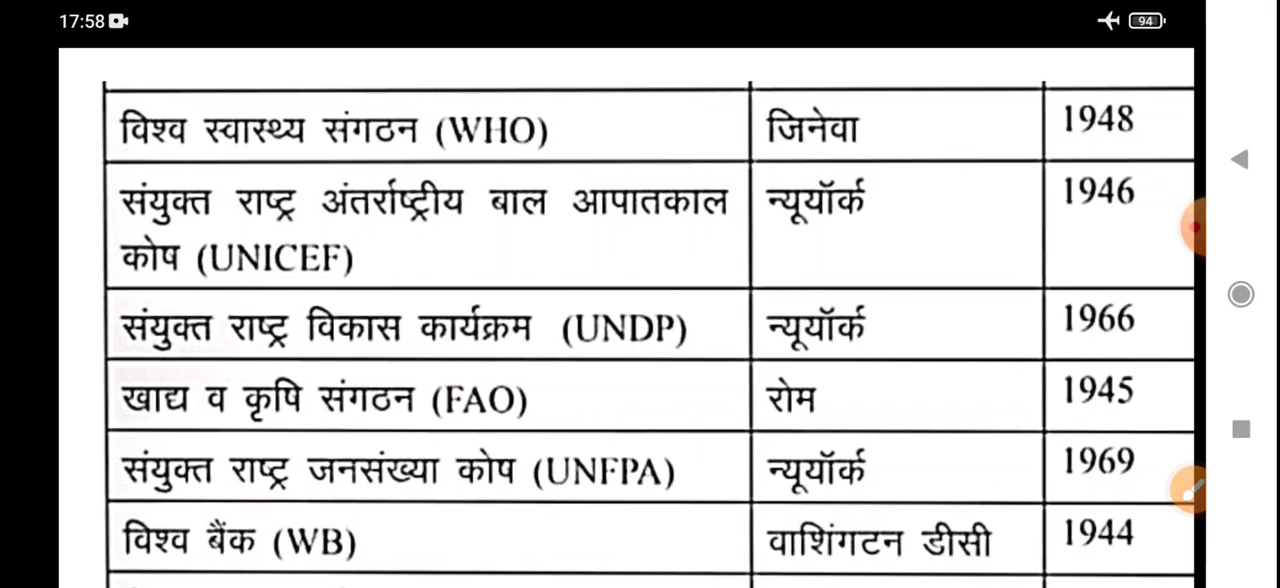 17:58
94
विश्व स्वास्थ्य संगठन (WHO) जिनेवा 1948
संयुक्त राष्ट्र अंतर्राष्ट्रीय बाल आपातकाल न्यूयॉर्क 1946
कोष (UNICEF)
संयुक्त राष्ट्र विकास कार्यक्रम (UNDP) न्यूयॉर्क 1966
खाद्य व कृषि संगठन (FAO) रोम 1945
संयुक्त राष्ट्र जनसंख्या कोष (UNFPA) न्यूयॉर्क 1969
विश्व बैंक (WB) वाशिंगटन डीसी 1944